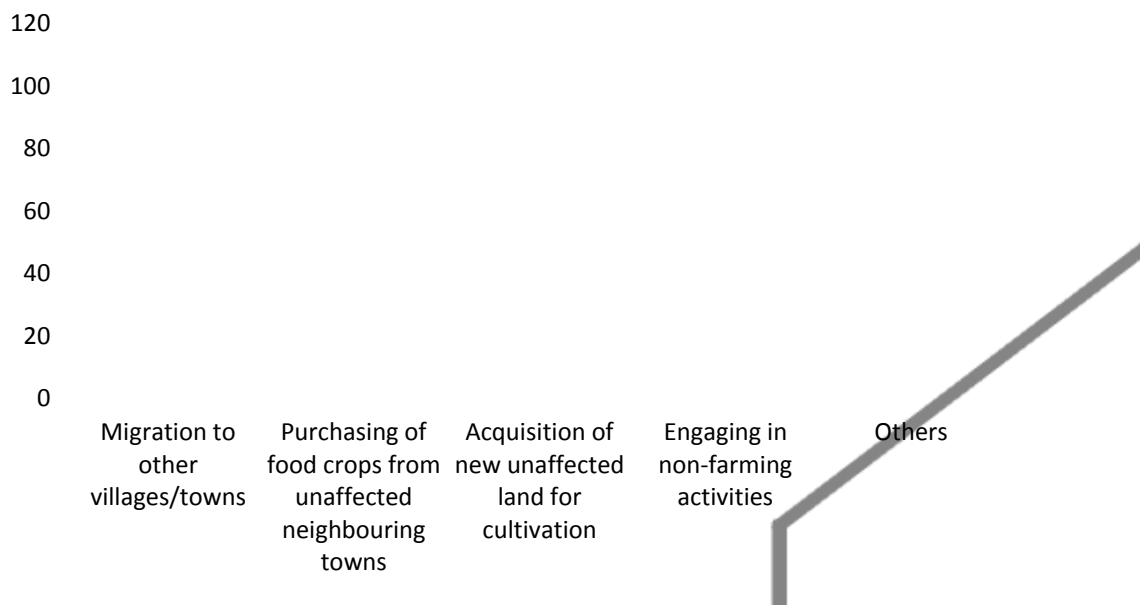 120
100
80
60
40
20
0
Migration to
other
villages/towns
Purchasing of
food crops from
unaffected
neighbouring
towns
Acquisition of
new unaffected
land for
cultivation
Engaging in
non-farming
activities
Others